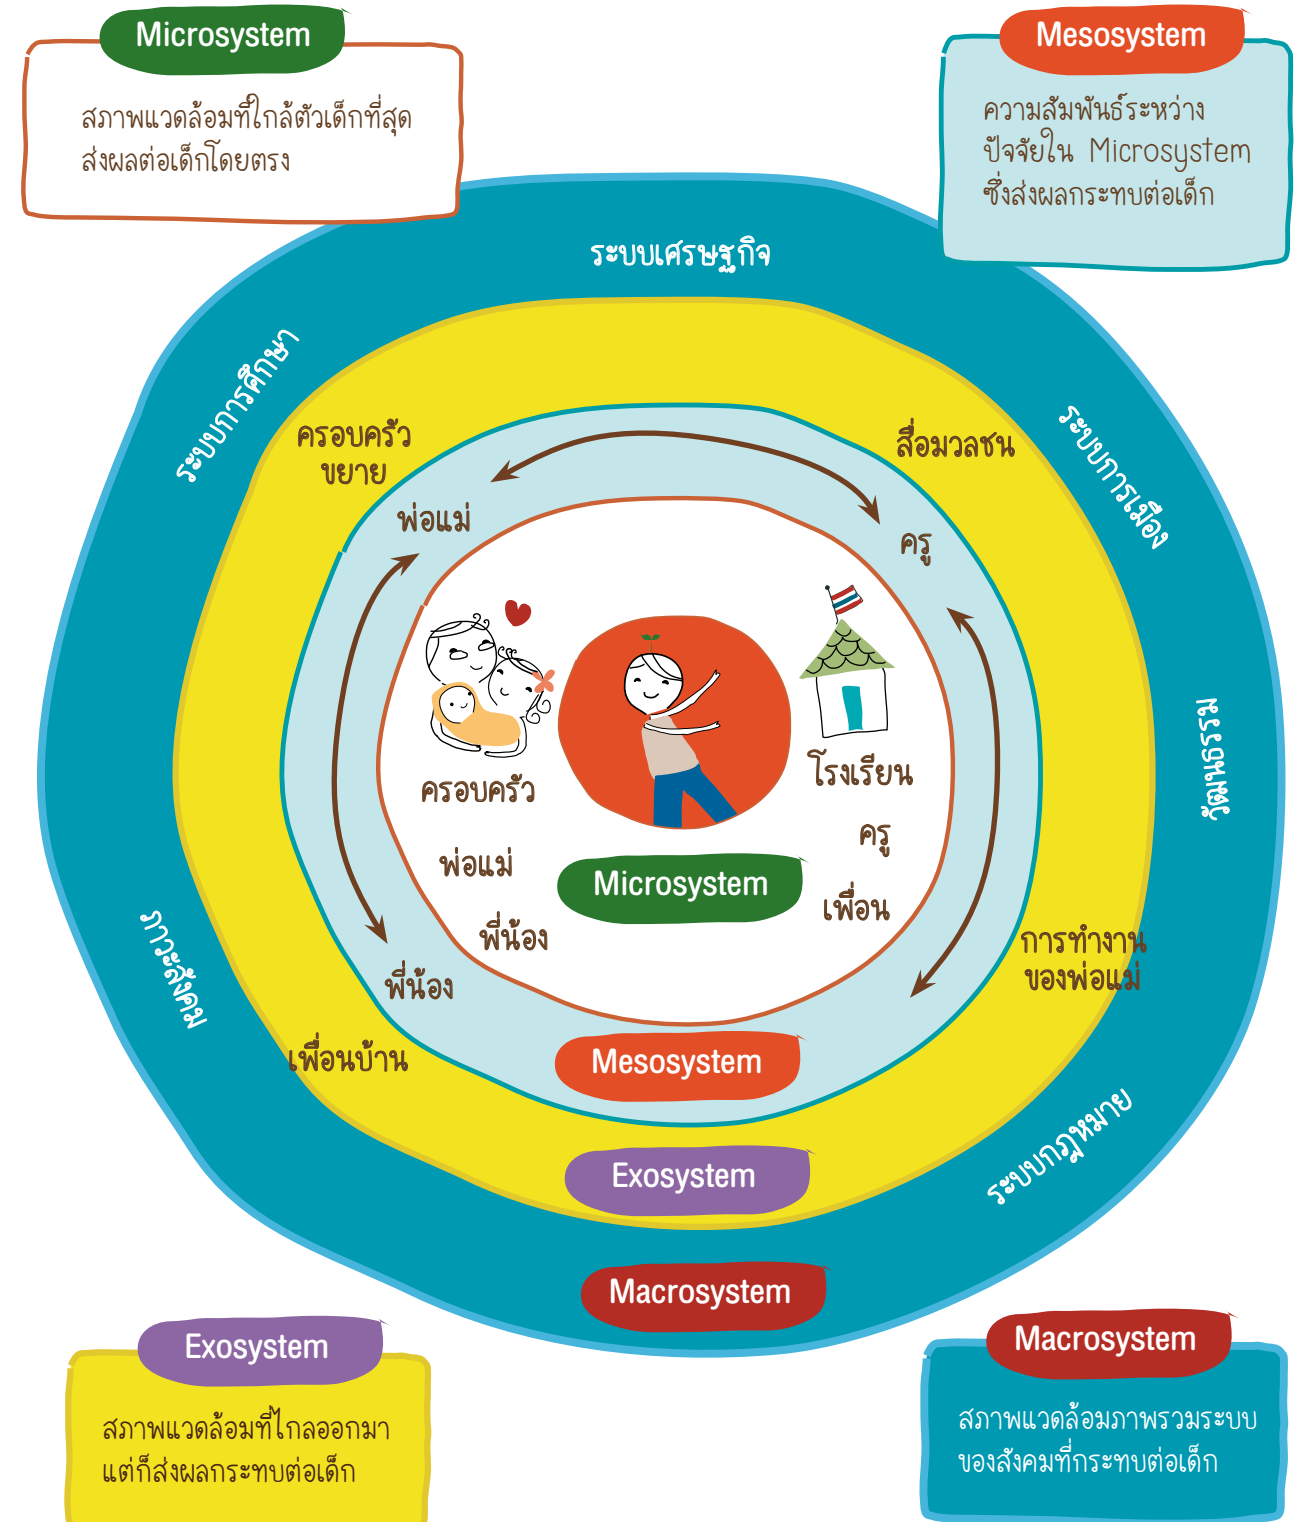 Microsystem
สภาพแวดล้อมที่ใกล้ตัวเด็กที่สุด
ส่งผลต่อเด็กโดยตรง
Mesosystem
ความสัมพันธ์ระหว่าง
ปัจจัยใน Microsystem
ซึ่งส่งผลกระทบต่อเด็ก
ระบบเศรษฐกิจ
ระบบการศึกษา
ระบบการเมือง
วัฒนธรรม
ภาวะสังคม
ระบบกฎหมาย
ครอบครัว
ขยาย
สื่อมวลชน
พ่อแม่
ครู
ครอบครัว
พ่อแม่
พี่น้อง
โรงเรียน
ครู
เพื่อน
Microsystem
การทำงาน
ของพ่อแม่
พี่น้อง
เพื่อนบ้าน
Mesosystem
Exosystem
Macrosystem
Exosystem
สภาพแวดล้อมที่ไกลออกมา
แต่ก็ส่งผลกระทบต่อเด็ก
Macrosystem
สภาพแวดล้อมภาพรวมระบบ
ของสังคมที่กระทบต่อเด็ก